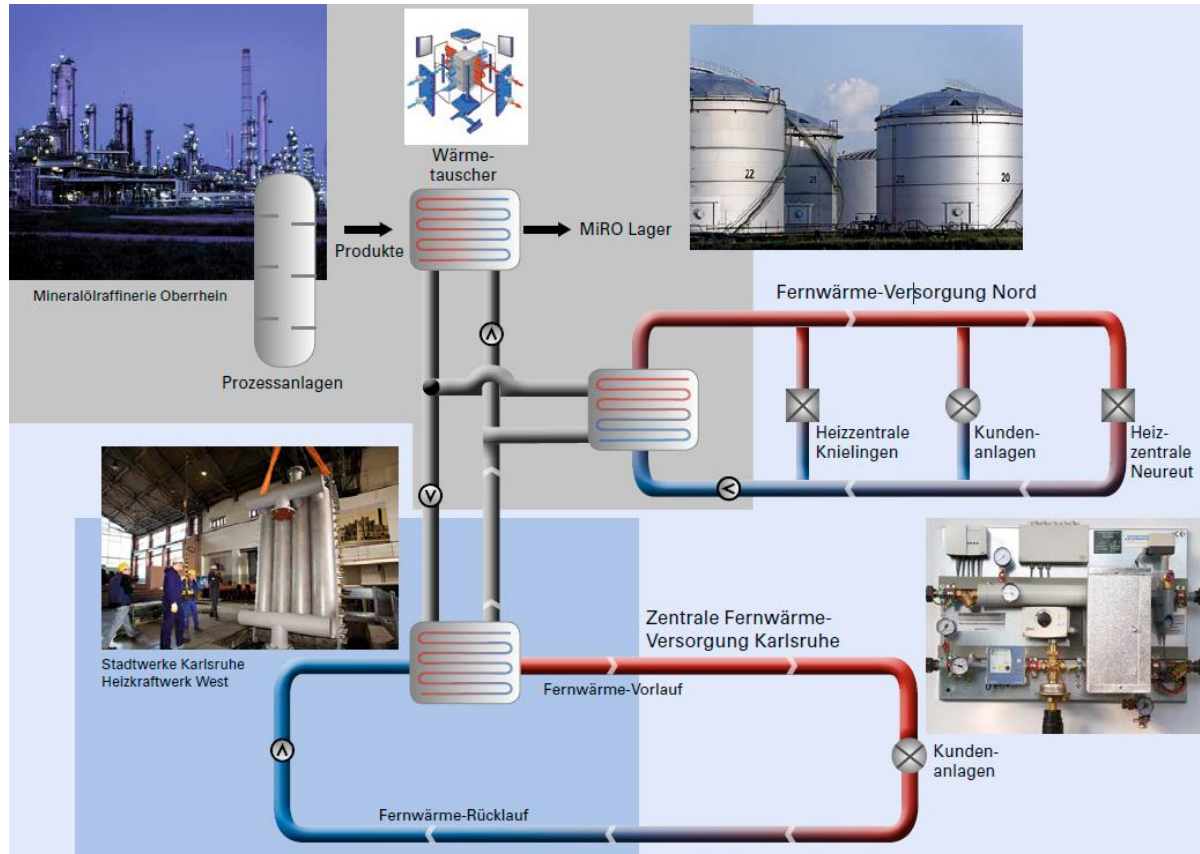 Wärme-
tauscher
Produkte
MiRO Lager
Mineralölraffinerie Oberrhein
Prozessanlagen
22
21
20
20
Fernwärme-Versorgung Nord
Heizzentrale
Knielingen
Kunden-
anlagen
Heiz-
zentrale
Neureut
Stadtwerke Karlsruhe
Heizkraftwerk West
Zentrale Fernwärme-
Versorgung Karlsruhe
Fernwärme-Vorlauf
Kunden-
anlagen
Fernwärme-Rücklauf